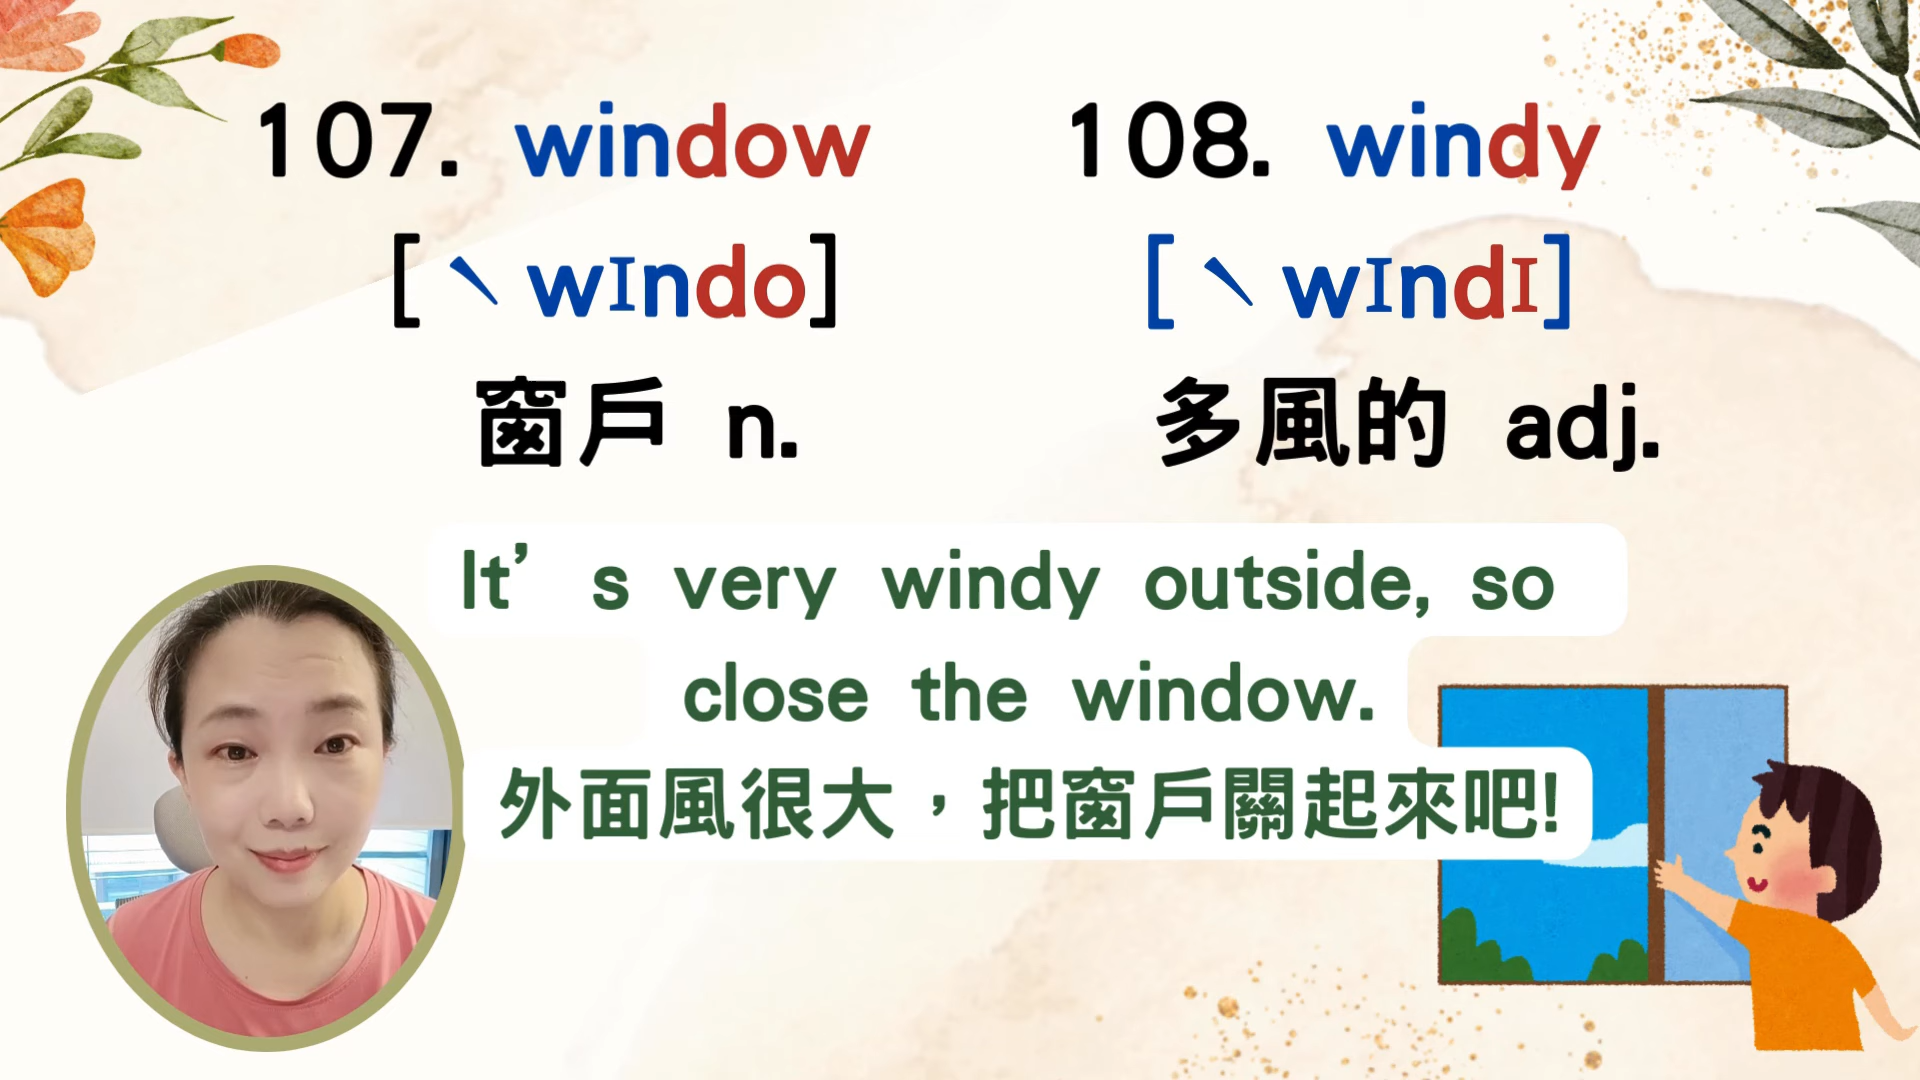 107. window
[ˋwɪndo]
窗戶 n.
108. windy
[ˋwɪndɪ]
多風的 adj.
It’s very windy outside, so
close the window.
外面風很大，把窗戶關起來吧!